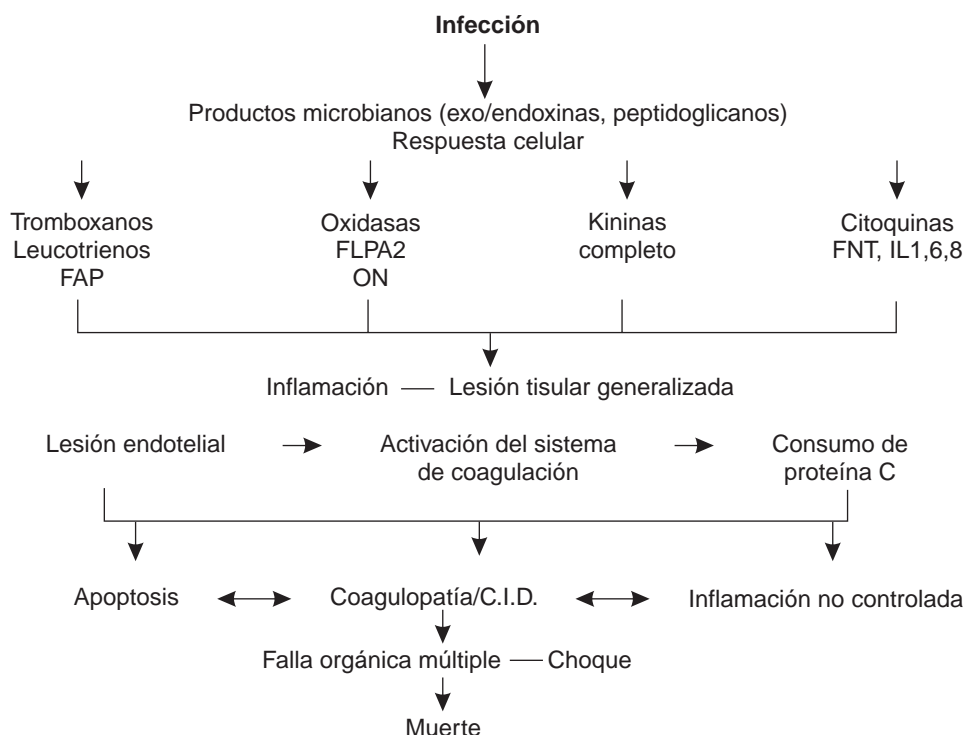 Infección
Productos microbianos (exo/endoxinas, peptidoglicanos)
Respuesta celular
Tromboxanos
Leucotrienos
FAP
Oxidasas
FLPA2
ON
Kininas
completo
Citoquinas
FNT, IL1,6,8
Inflamación — Lesión tisular generalizada
Lesión endotelial
Activación del sistema
de coagulación
Consumo de
proteína C
Apoptosis
Coagulopatía/C.I.D.
Inflamación no controlada
Falla orgánica múltiple — Choque
Muerte